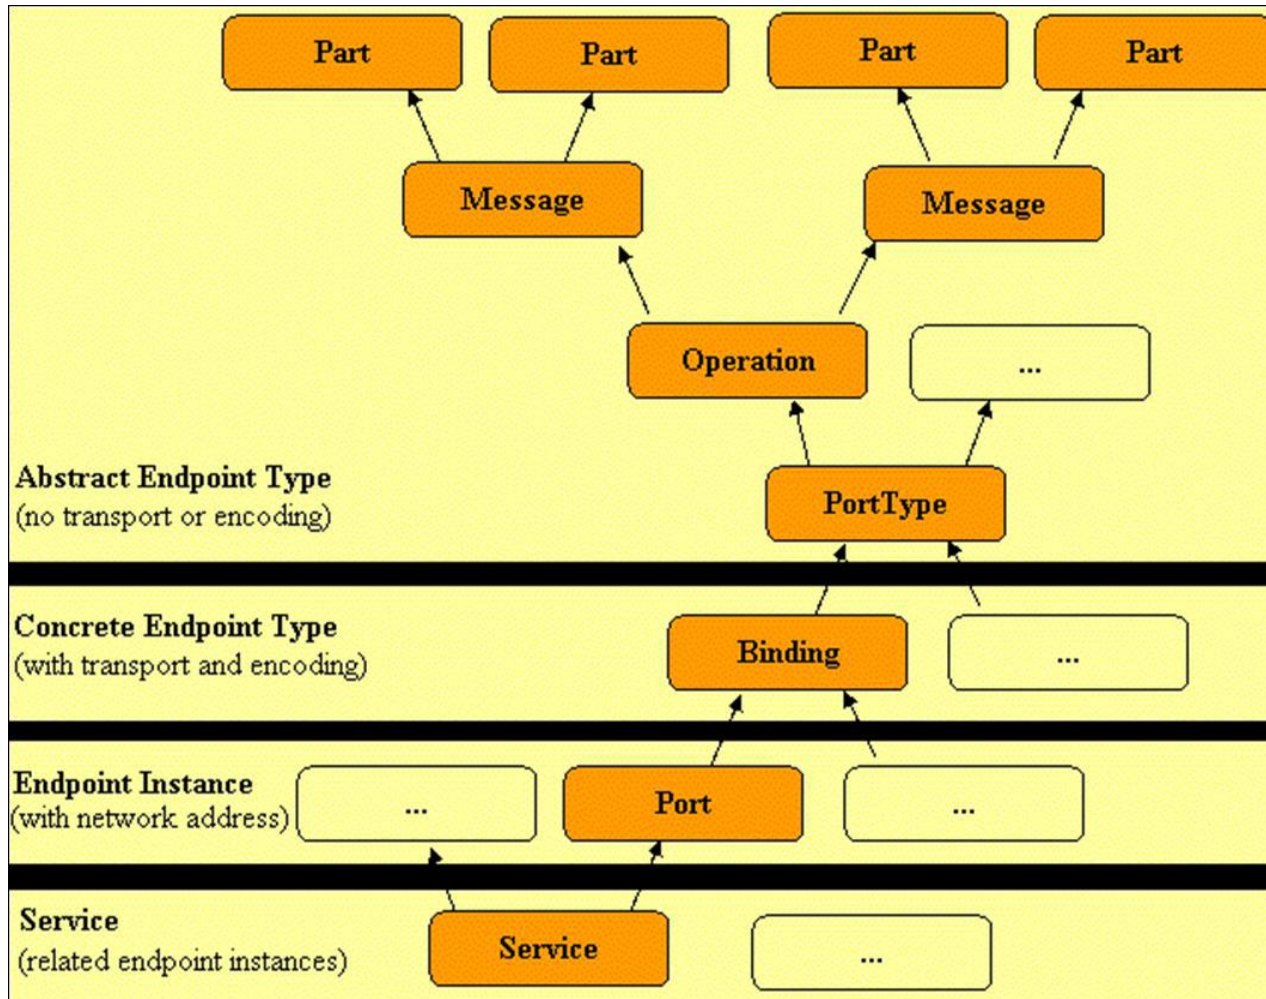 Part
Part
Part
Part
Message
Message
Operation
...
Abstract Endpoint Type
(no transport or encoding)
PortType
Concrete Endpoint Type
(with transport and encoding)
Binding
...
Endpoint Instance
(with network address)
...
Port
...
Service
(related endpoint instances)
Service
...